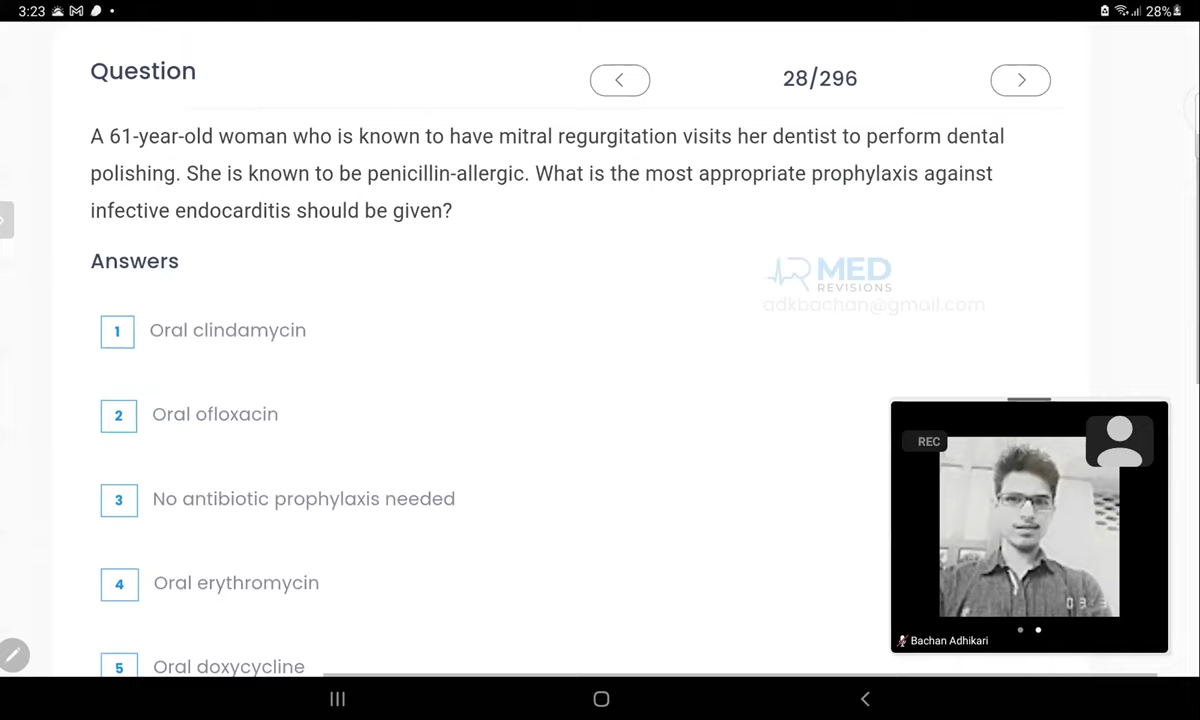 3:23
28%
Question
28/296
A 61-year-old woman who is known to have mitral regurgitation visits her dentist to perform dental
polishing. She is known to be penicillin-allergic. What is the most appropriate prophylaxis against
infective endocarditis should be given?
Answers
MED
REVISIONS
adkbachan@gmail.com
1 Oral clindamycin
2 Oral ofloxacin
3 No antibiotic prophylaxis needed
4 Oral erythromycin
5 Oral doxycycline
REC
Bachan Adhikari